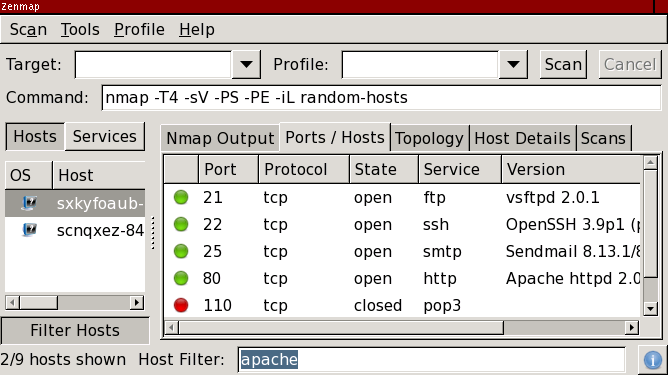 Zenmap
Scan Tools Profile Help
Target: Profile: Scan Cancel
Command: nmap -T4 -sV -PS -PE -iL random-hosts
Hosts Services Nmap Output Ports / Hosts Topology Host Details Scans
OS Host Port Protocol State Service Version
sxkyfoaub- 21 tcp open ftp vsftpd 2.0.1
scnqxez-84 22 tcp open ssh OpenSSH 3.9p1 (
25 tcp open smtp Sendmail 8.13.1/8
80 tcp open http Apache httpd 2.0
110 tcp closed pop3
Filter Hosts
2/9 hosts shown Host Filter: apache